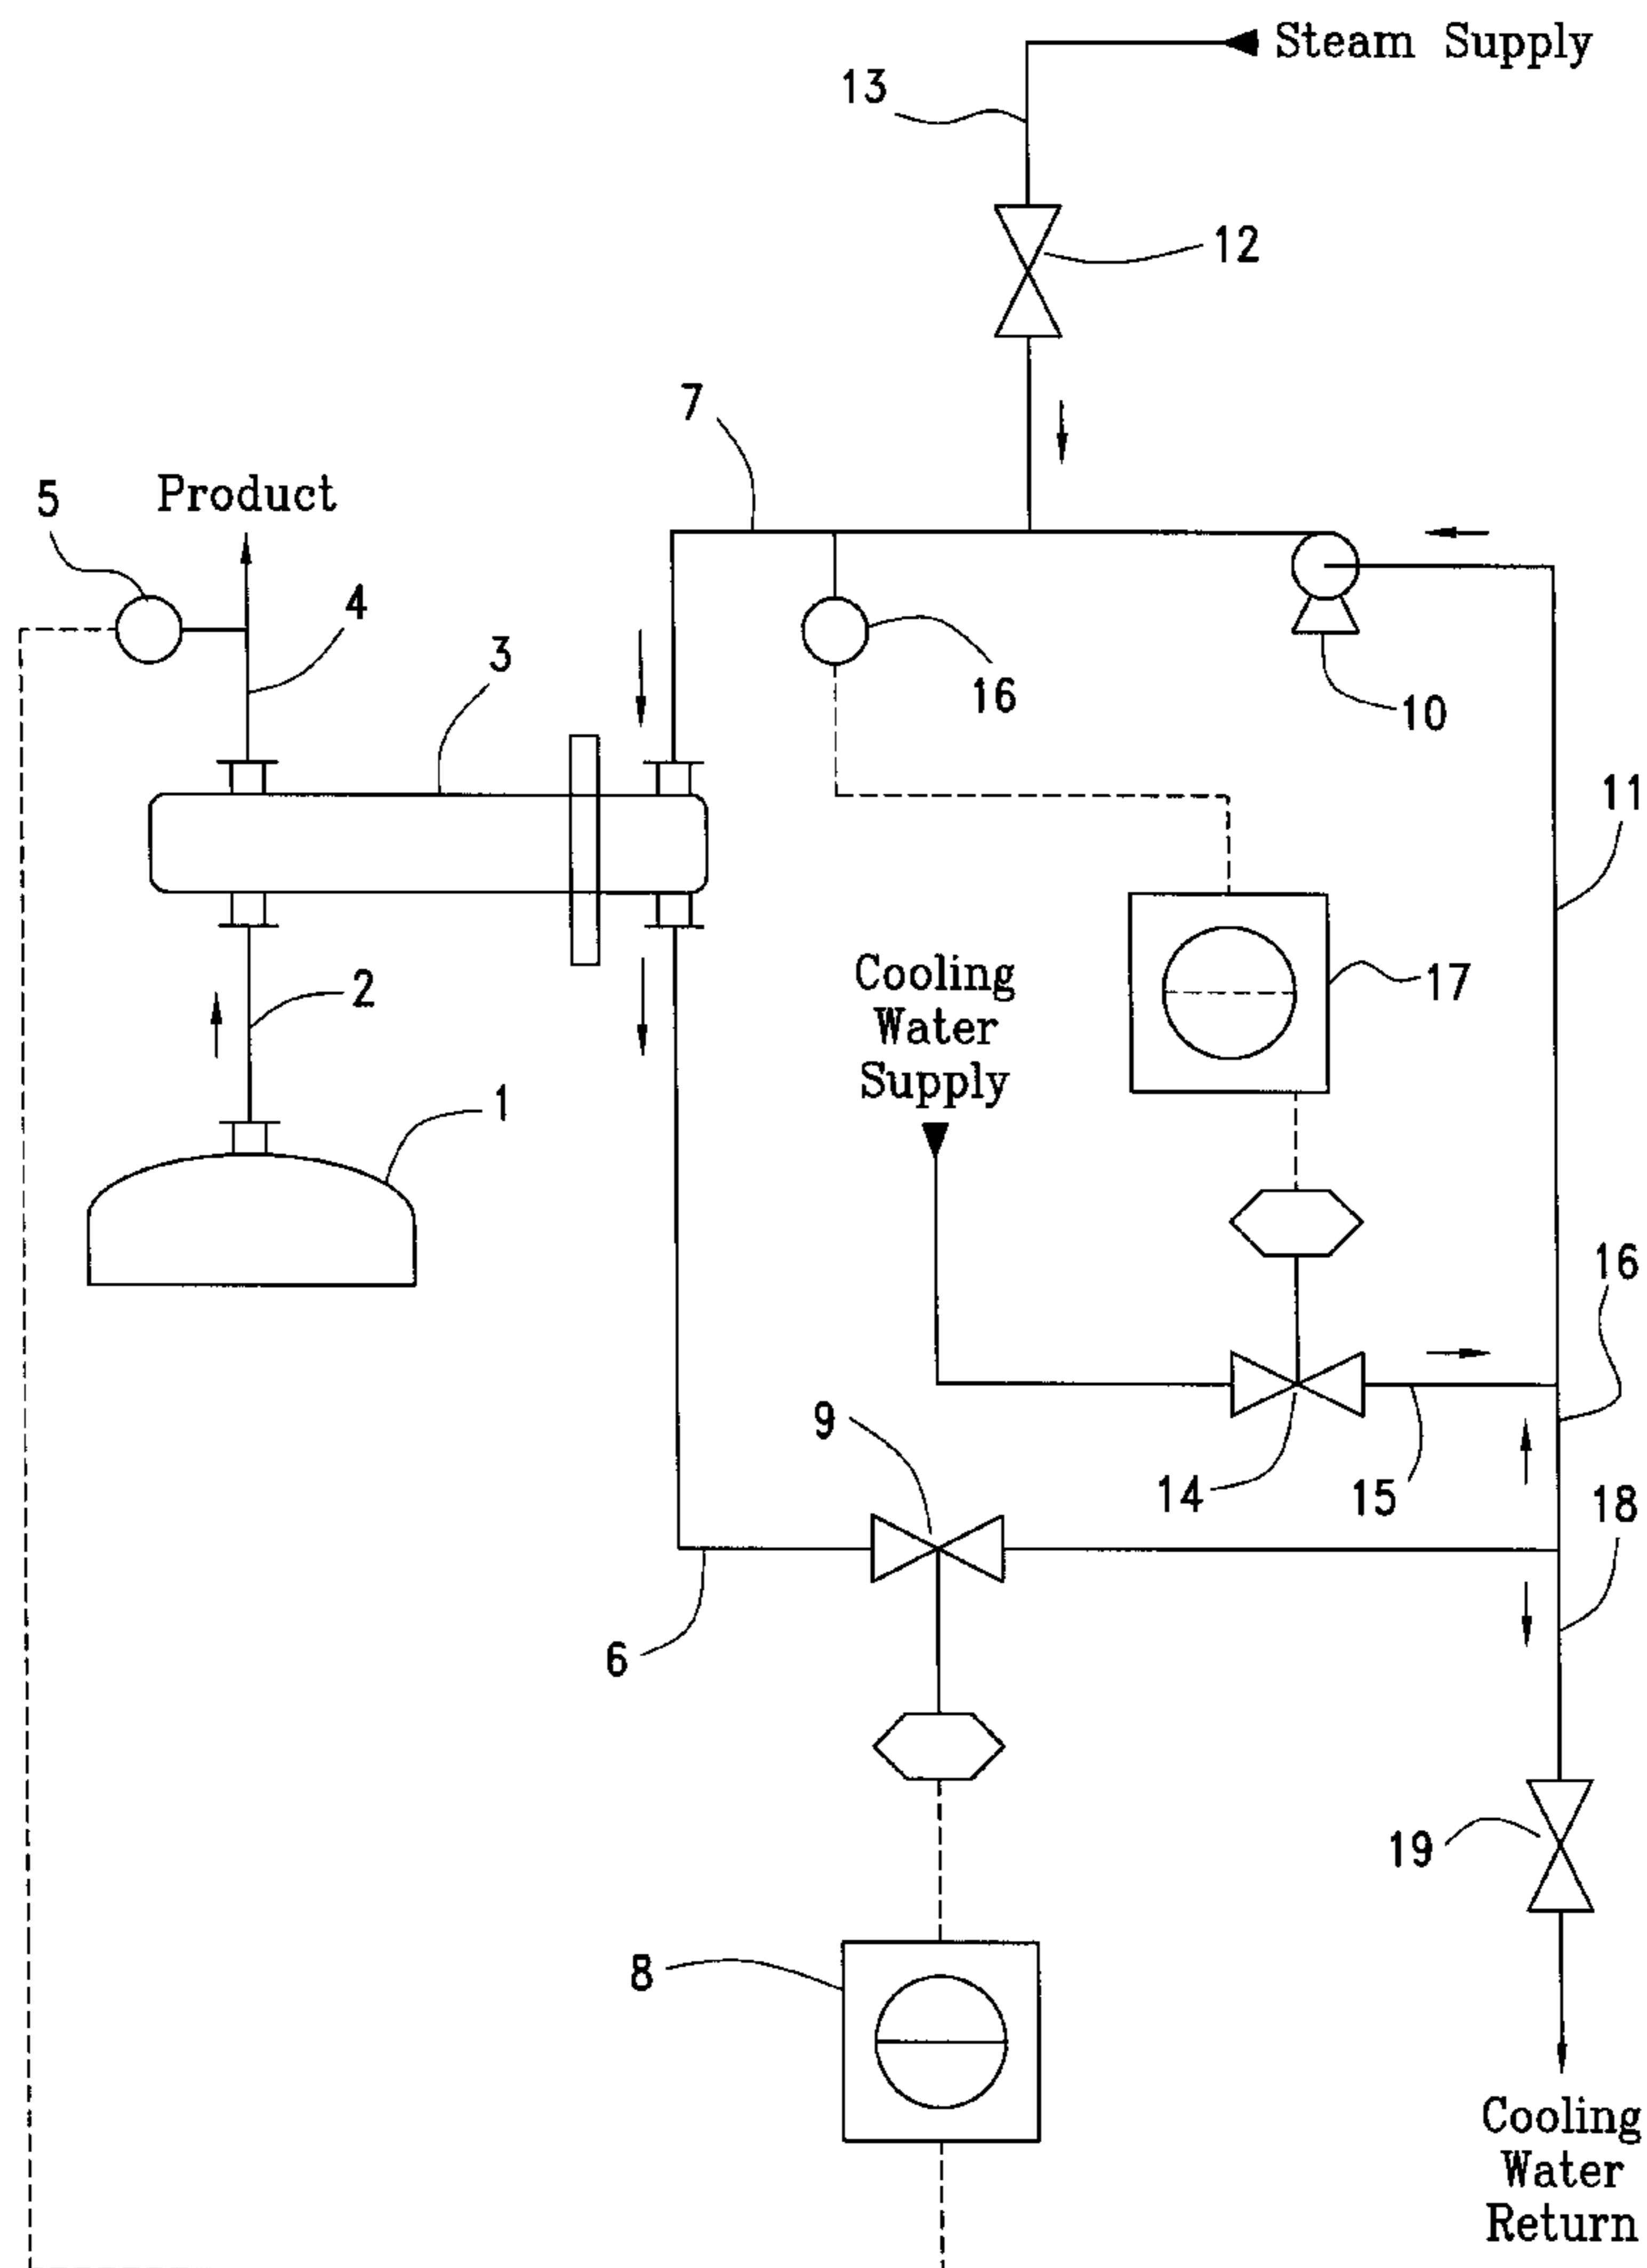 Steam Supply
13
12
7
5
Product
4
3
16
10
11
2
Cooling
Water
Supply
17
1
16
9
14
15
18
6
19
8
Cooling
Water
Return